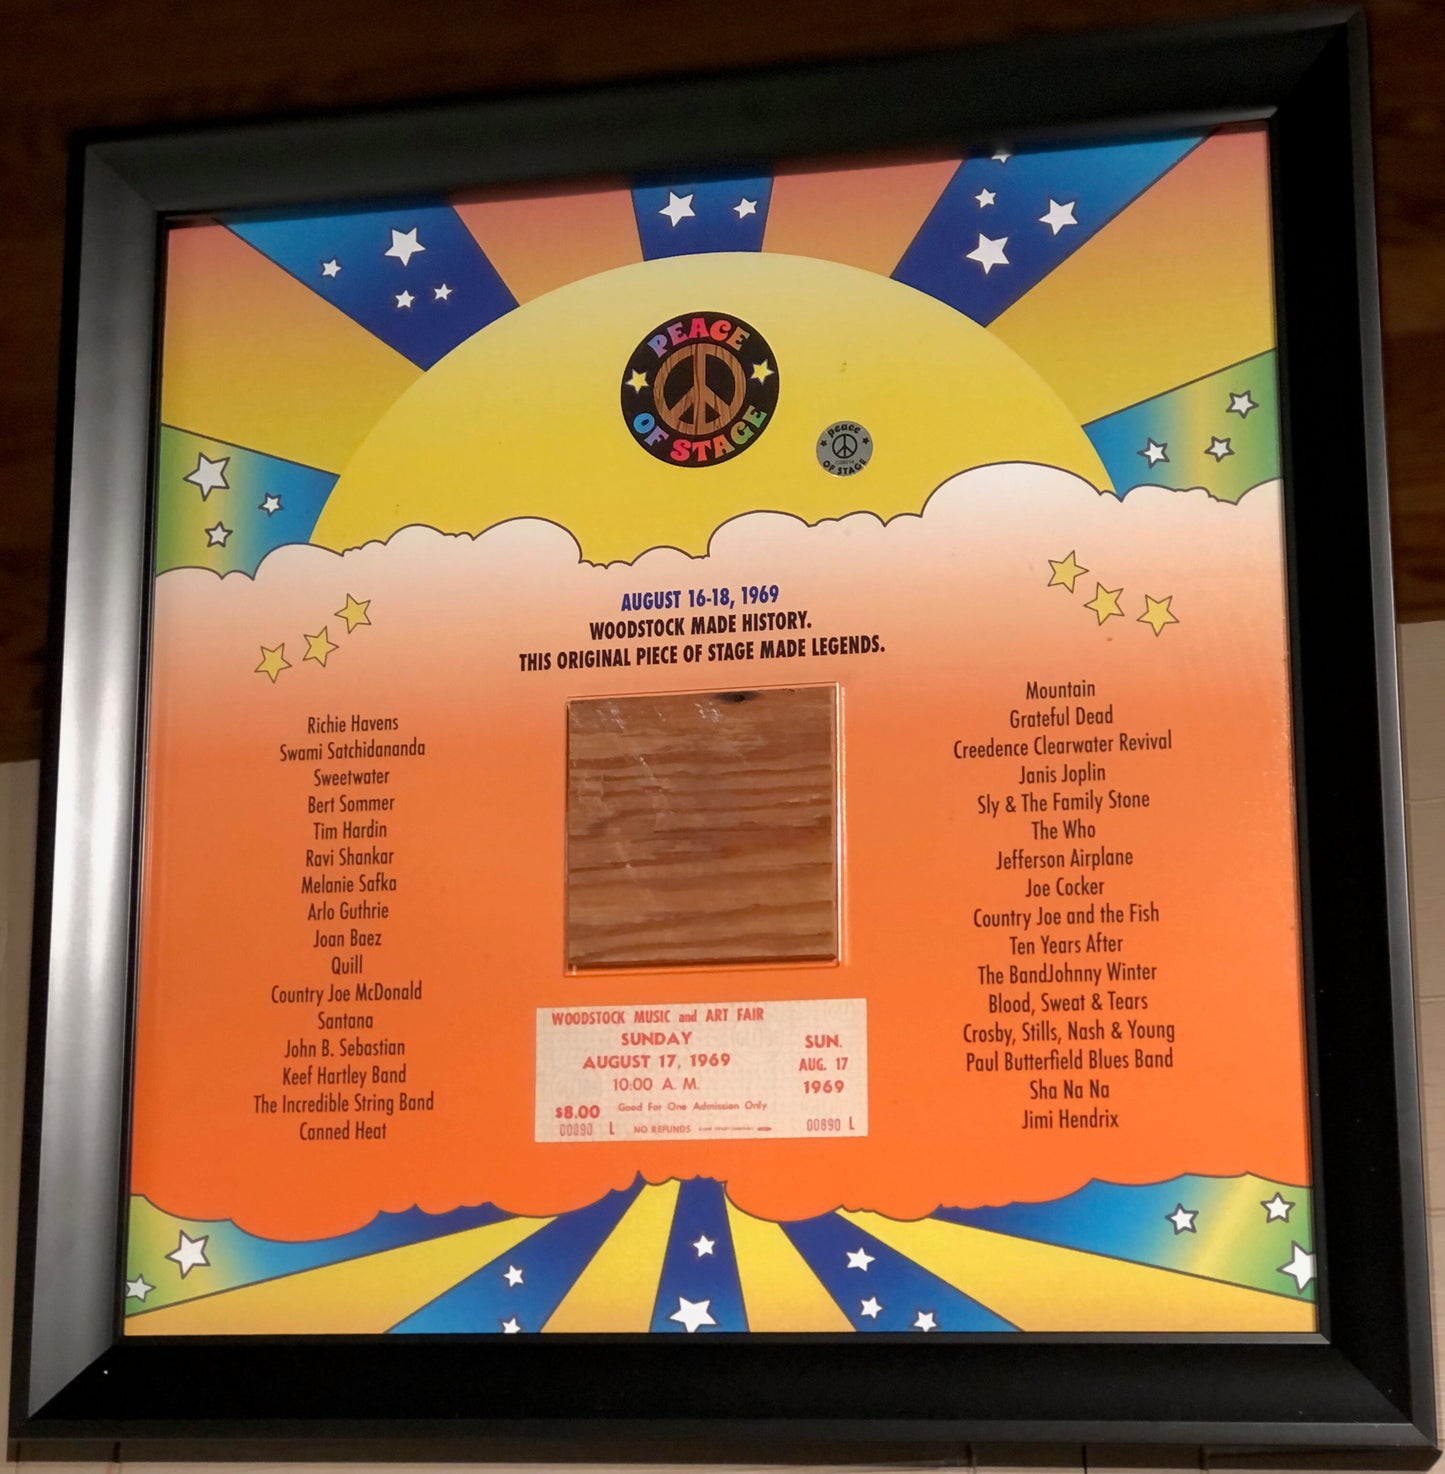 PEACE
OF STAGE
peace
OF STAGE
AUGUST 16-18, 1969
WOODSTOCK MADE HISTORY.
THIS ORIGINAL PIECE OF STAGE MADE LEGENDS.
Richie Havens
Swami Satchidananda
Sweetwater
Bert Sommer
Tim Hardin
Ravi Shankar
Melanie Safka
Arlo Guthrie
Joan Baez
Quill
Country Joe McDonald
Santana
John B. Sebastian
Keef Hartley Band
The Incredible String Band
Canned Heat
Mountain
Grateful Dead
Creedence Clearwater Revival
Janis Joplin
Sly & The Family Stone
The Who
Jefferson Airplane
Joe Cocker
Country Joe and the Fish
Ten Years After
The BandJohnny Winter
Blood, Sweat & Tears
Crosby, Stills, Nash & Young
Paul Butterfield Blues Band
Sha Na Na
Jimi Hendrix
WOODSTOCK MUSIC and ART FAIR
SUNDAY
AUGUST 17, 1969
10:00 A. M.
$8.00 Good For One Admission Only
00890 L NO REFUNDS
SUN.
AUG. 17
1969
00890 L